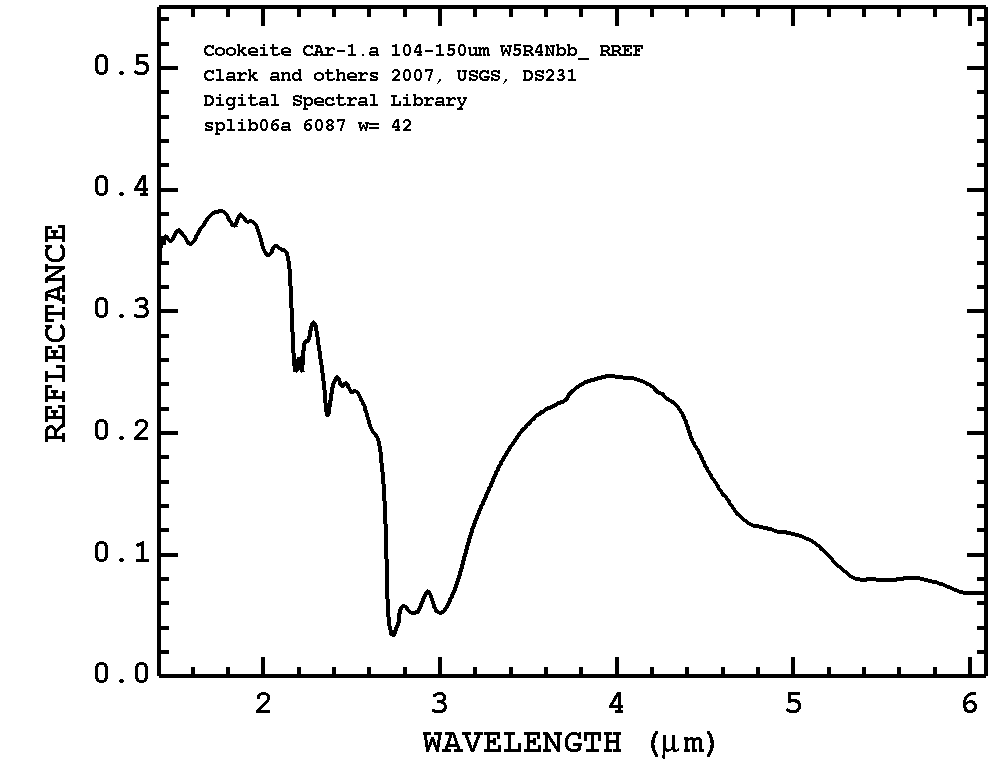 Cookeite CAr-1.a 104-150um W5R4Nbb_ RREF
Clark and others 2007, USGS, DS231
Digital Spectral Library
splib06a 6087 w= 42
0.5
0.4
0.3
0.2
0.1
0.0
REFLECTANCE
2 3 4 5 6
WAVELENGTH (μm)